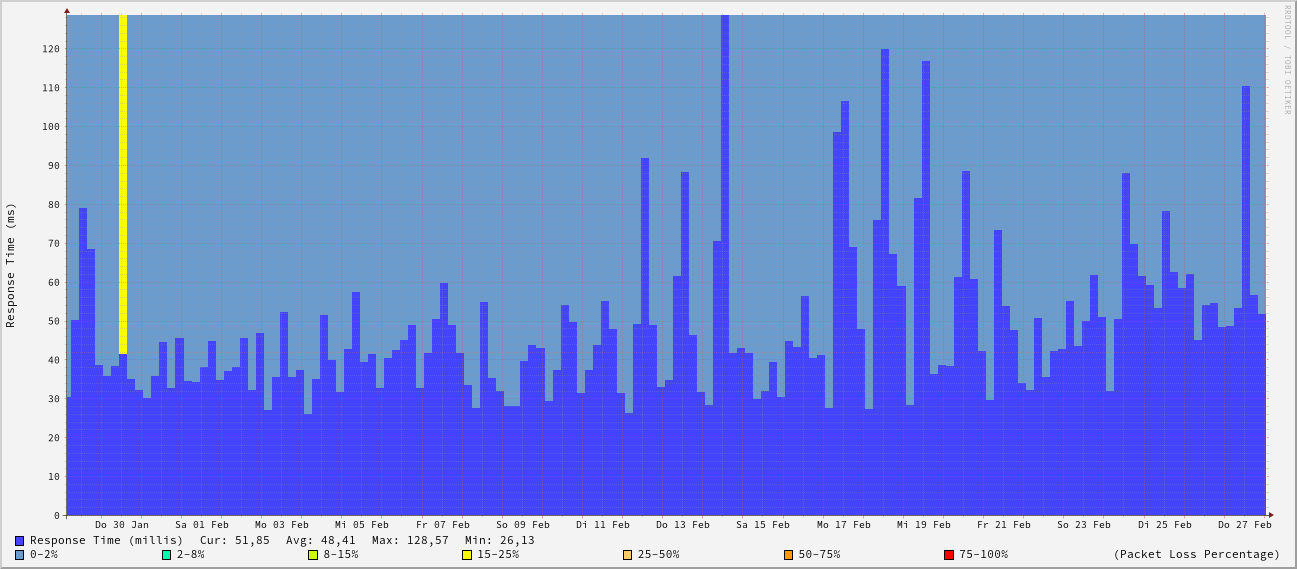 RRDTOOL / TOBI OETIKER
Response Time (ms)
120
110
100
90
80
70
60
50
40
30
20
10
0
Do 30 Jan Sa 01 Feb Mo 03 Feb Mi 05 Feb Fr 07 Feb So 09 Feb Di 11 Feb Do 13 Feb Sa 15 Feb Mo 17 Feb Mi 19 Feb Fr 21 Feb So 23 Feb Di 25 Feb Do 27 Feb
Response Time (millis) Cur: 51,85 Avg: 48,41 Max: 128,57 Min: 26,13
0-2% 2-8% 8-15% 15-25% 25-50% 50-75% 75-100% (Packet Loss Percentage)